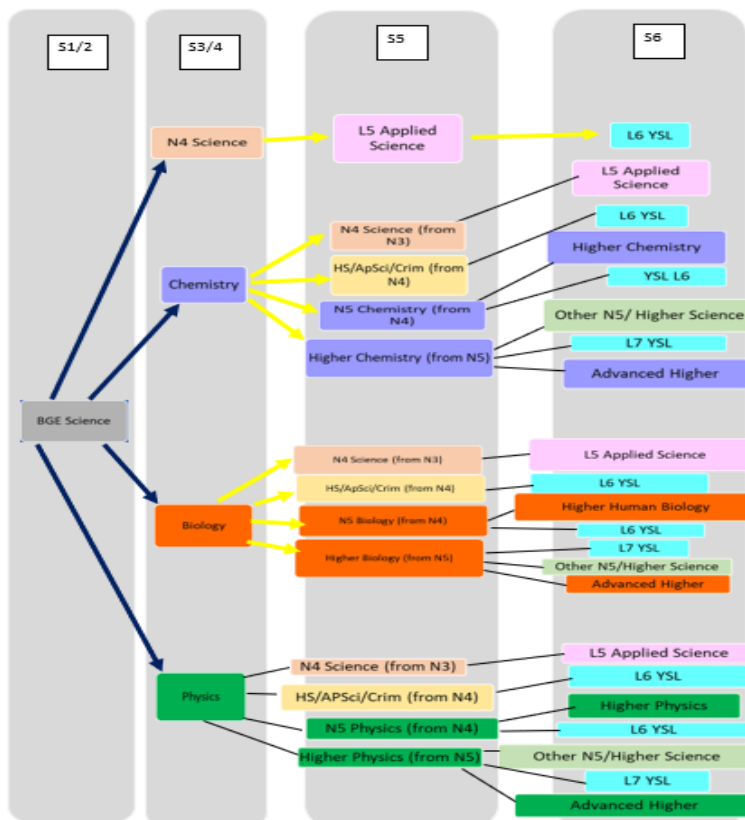 S1/2
S3/4
S5
S6
N4 Science
L5 Applied
Science
L6 YSL
L5 Applied
Science
N4 Science (from
N3)
L6 YSL
Higher Chemistry
HS/ApSci/Crim (from
N4)
YSL L6
Chemistry
N5 Chemistry (from
N4)
Other N5/ Higher Science
Higher Chemistry (from N5)
L7 YSL
Advanced Higher
BGE Science
N4 Science (from N3)
L5 Applied Science
HS/ApSci/Crim (from N4)
L6 YSL
Higher Human Biology
Biology
N5 Biology (from N4)
L6 YSL
Higher Biology (from N5)
L7 YSL
Other N5/Higher Science
Advanced Higher
N4 Science (from N3)
L5 Applied Science
L6 YSL
Physics
HS/APSci/Crim (from N4)
Higher Physics
N5 Physics (from N4)
L6 YSL
Higher Physics (from N5)
Other N5/Higher Science
L7 YSL
Advanced Higher